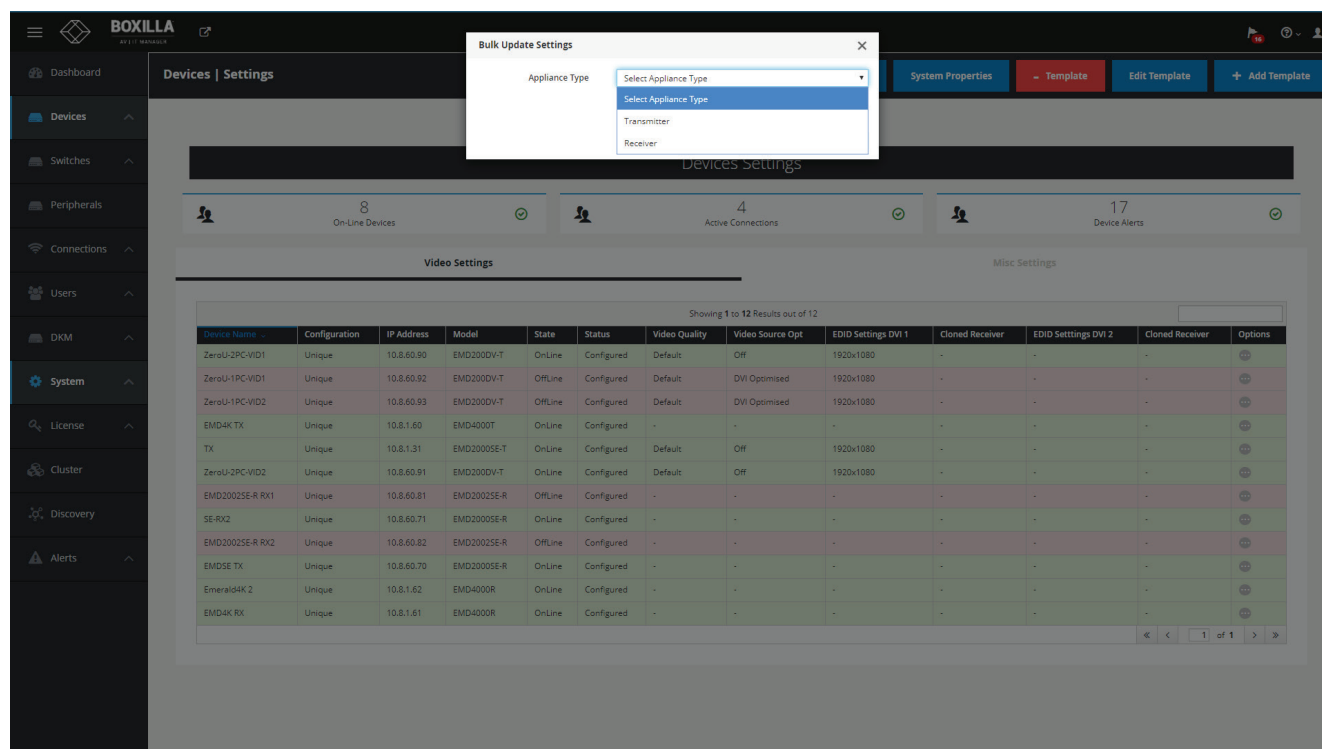 BOXILLA
AV | IT MANAGER
16
Bulk Update Settings
Appliance Type
Select Appliance Type
Select Appliance Type
Transmitter
Receiver
Devices | Settings
System Properties
- Template
Edit Template
+ Add Template
Dashboard
Devices
Switches
Peripherals
Connections
Users
DKM
System
License
Cluster
Discovery
Alerts
Devices Settings
8
On-Line Devices
4
Active Connections
17
Device Alerts
Video Settings
Misc Settings
Showing 1 to 12 Results out of 12
Device Name Configuration IP Address Model State Status Video Quality Video Source Opt EDID Settings DVI 1 Cloned Receiver EDID Setttings DVI 2 Cloned Receiver Options
ZeroU-2PC-VID1 Unique 10.8.60.90 EMD200DV-T OnLine Configured Default Off 1920x1080 - - -
ZeroU-1PC-VID1 Unique 10.8.60.92 EMD200DV-T OffLine Configured Default DVI Optimised 1920x1080 - - -
ZeroU-1PC-VID2 Unique 10.8.60.93 EMD200DV-T OffLine Configured Default DVI Optimised 1920x1080 - - -
EMD4K TX Unique 10.8.1.60 EMD4000T OnLine Configured - - - - - -
TX Unique 10.8.1.31 EMD2000SE-T OnLine Configured Default Off 1920x1080 - - -
ZeroU-2PC-VID2 Unique 10.8.60.91 EMD200DV-T OnLine Configured Default Off 1920x1080 - - -
EMD2002SE-R RX1 Unique 10.8.60.81 EMD2002SE-R OffLine Configured - - - - - -
SE-RX2 Unique 10.8.60.71 EMD2000SE-R OnLine Configured - - - - - -
EMD2002SE-R RX2 Unique 10.8.60.82 EMD2002SE-R OffLine Configured - - - - - -
EMDSE TX Unique 10.8.60.70 EMD2000SE-R OnLine Configured - - - - - -
Emerald4K 2 Unique 10.8.1.62 EMD4000R OnLine Configured - - - - - -
EMD4K RX Unique 10.8.1.61 EMD4000R OnLine Configured - - - - - -
« < 1 of 1 > »